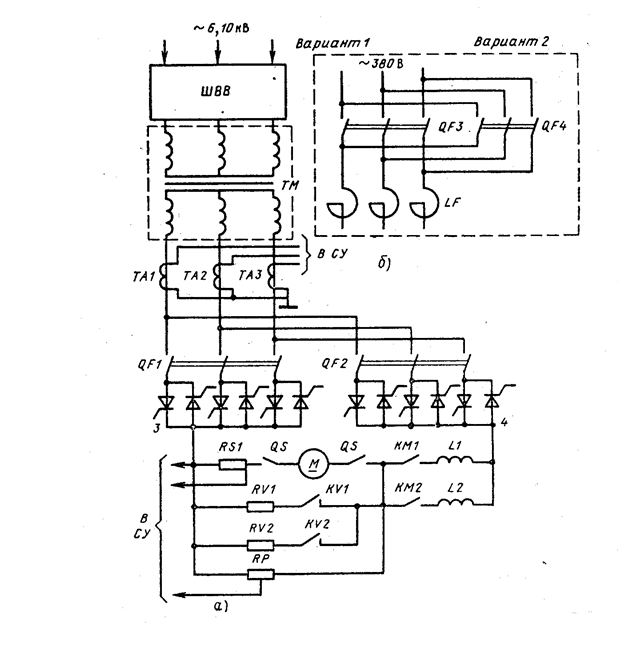 ~ 6,10 кВ
Вариант 1
Вариант 2
~380 В
ШВВ
QF3
QF4
ТМ
LF
В СУ
б)
ТА1
ТА2
ТА3
QF1
QF2
3
4
RS1
QS
М
QS
КМ1
L1
RV1
KV1
КМ2
L2
В СУ
RV2
KV2
RP
а)